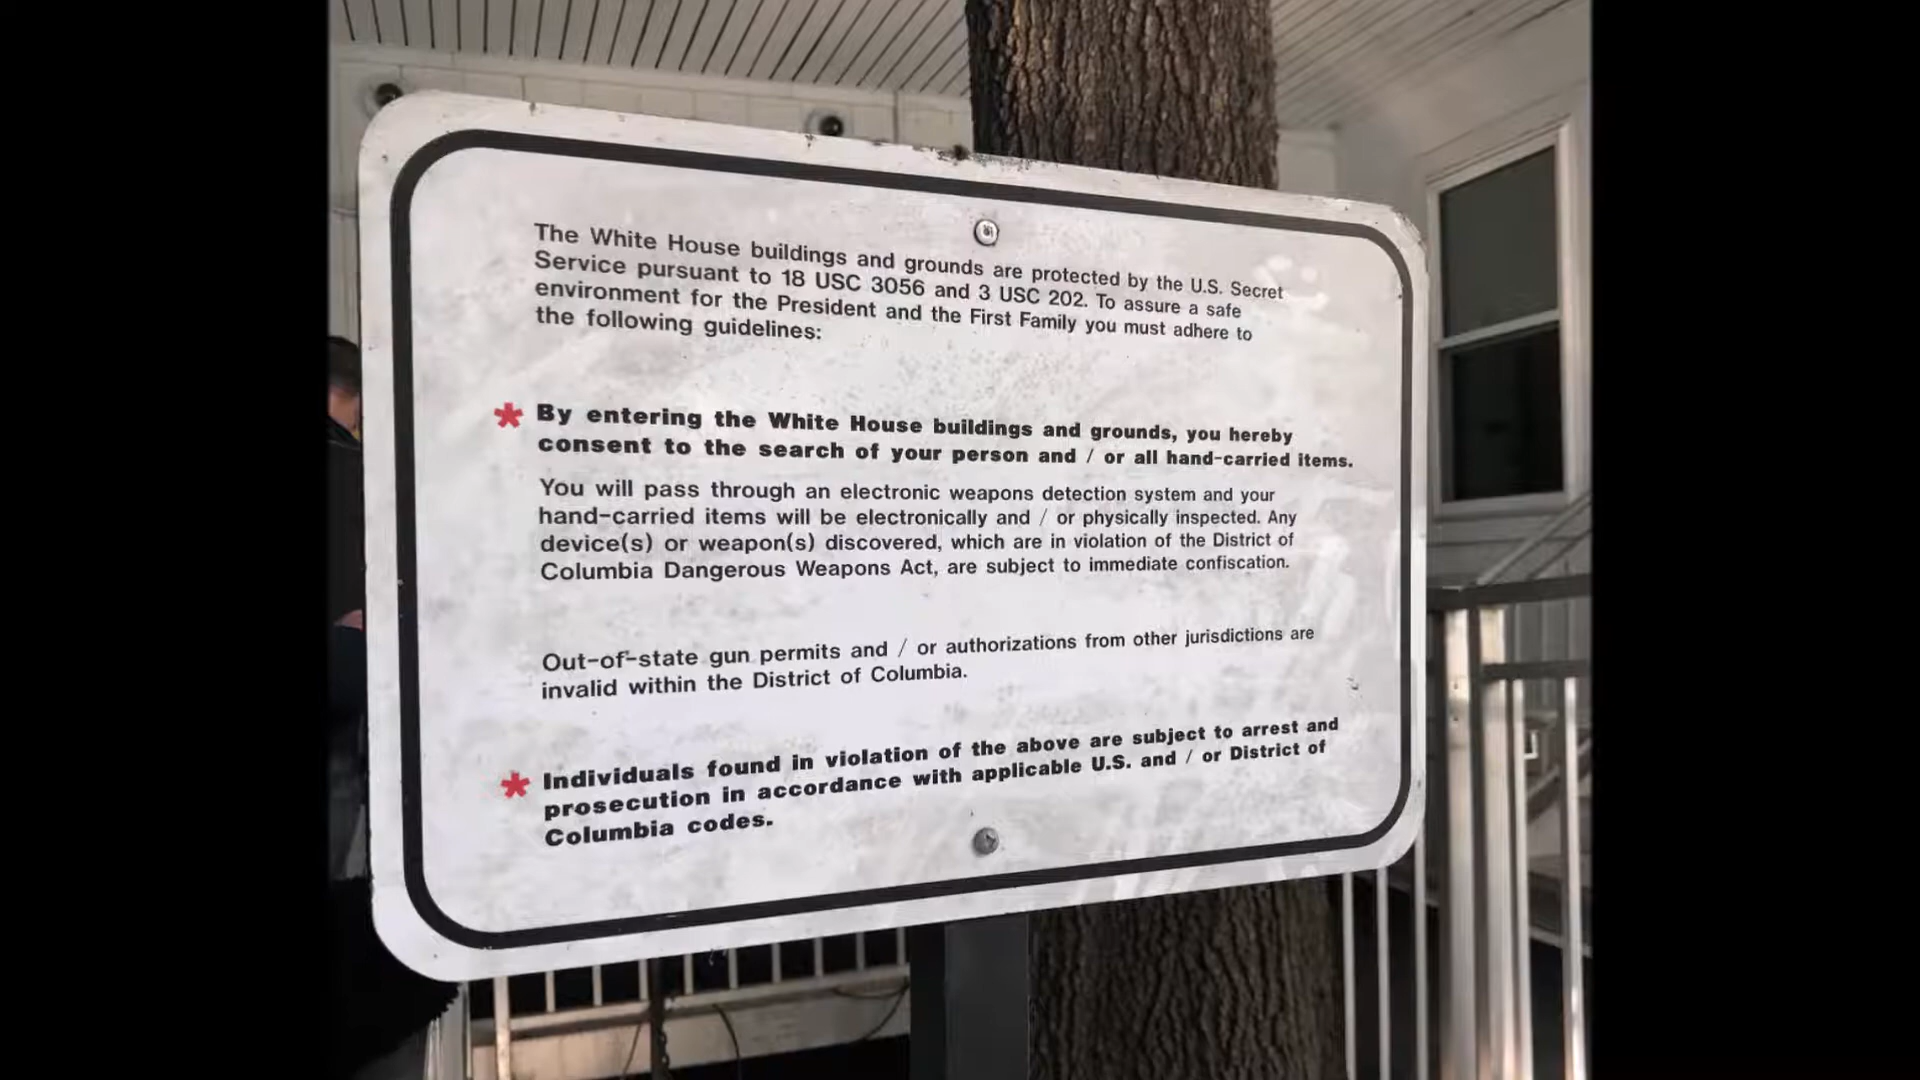 The White House buildings and grounds are protected by the U.S. Secret
Service pursuant to 18 USC 3056 and 3 USC 202. To assure a safe
environment for the President and the First Family you must adhere to
the following guidelines:
* By entering the White House buildings and grounds, you hereby
consent to the search of your person and / or all hand-carried items.
You will pass through an electronic weapons detection system and your
hand-carried items will be electronically and / or physically inspected. Any
device(s) or weapon(s) discovered, which are in violation of the District of
Columbia Dangerous Weapons Act, are subject to immediate confiscation.
Out-of-state gun permits and / or authorizations from other jurisdictions are
invalid within the District of Columbia.
* Individuals found in violation of the above are subject to arrest and
prosecution in accordance with applicable U.S. and / or District of
Columbia codes.